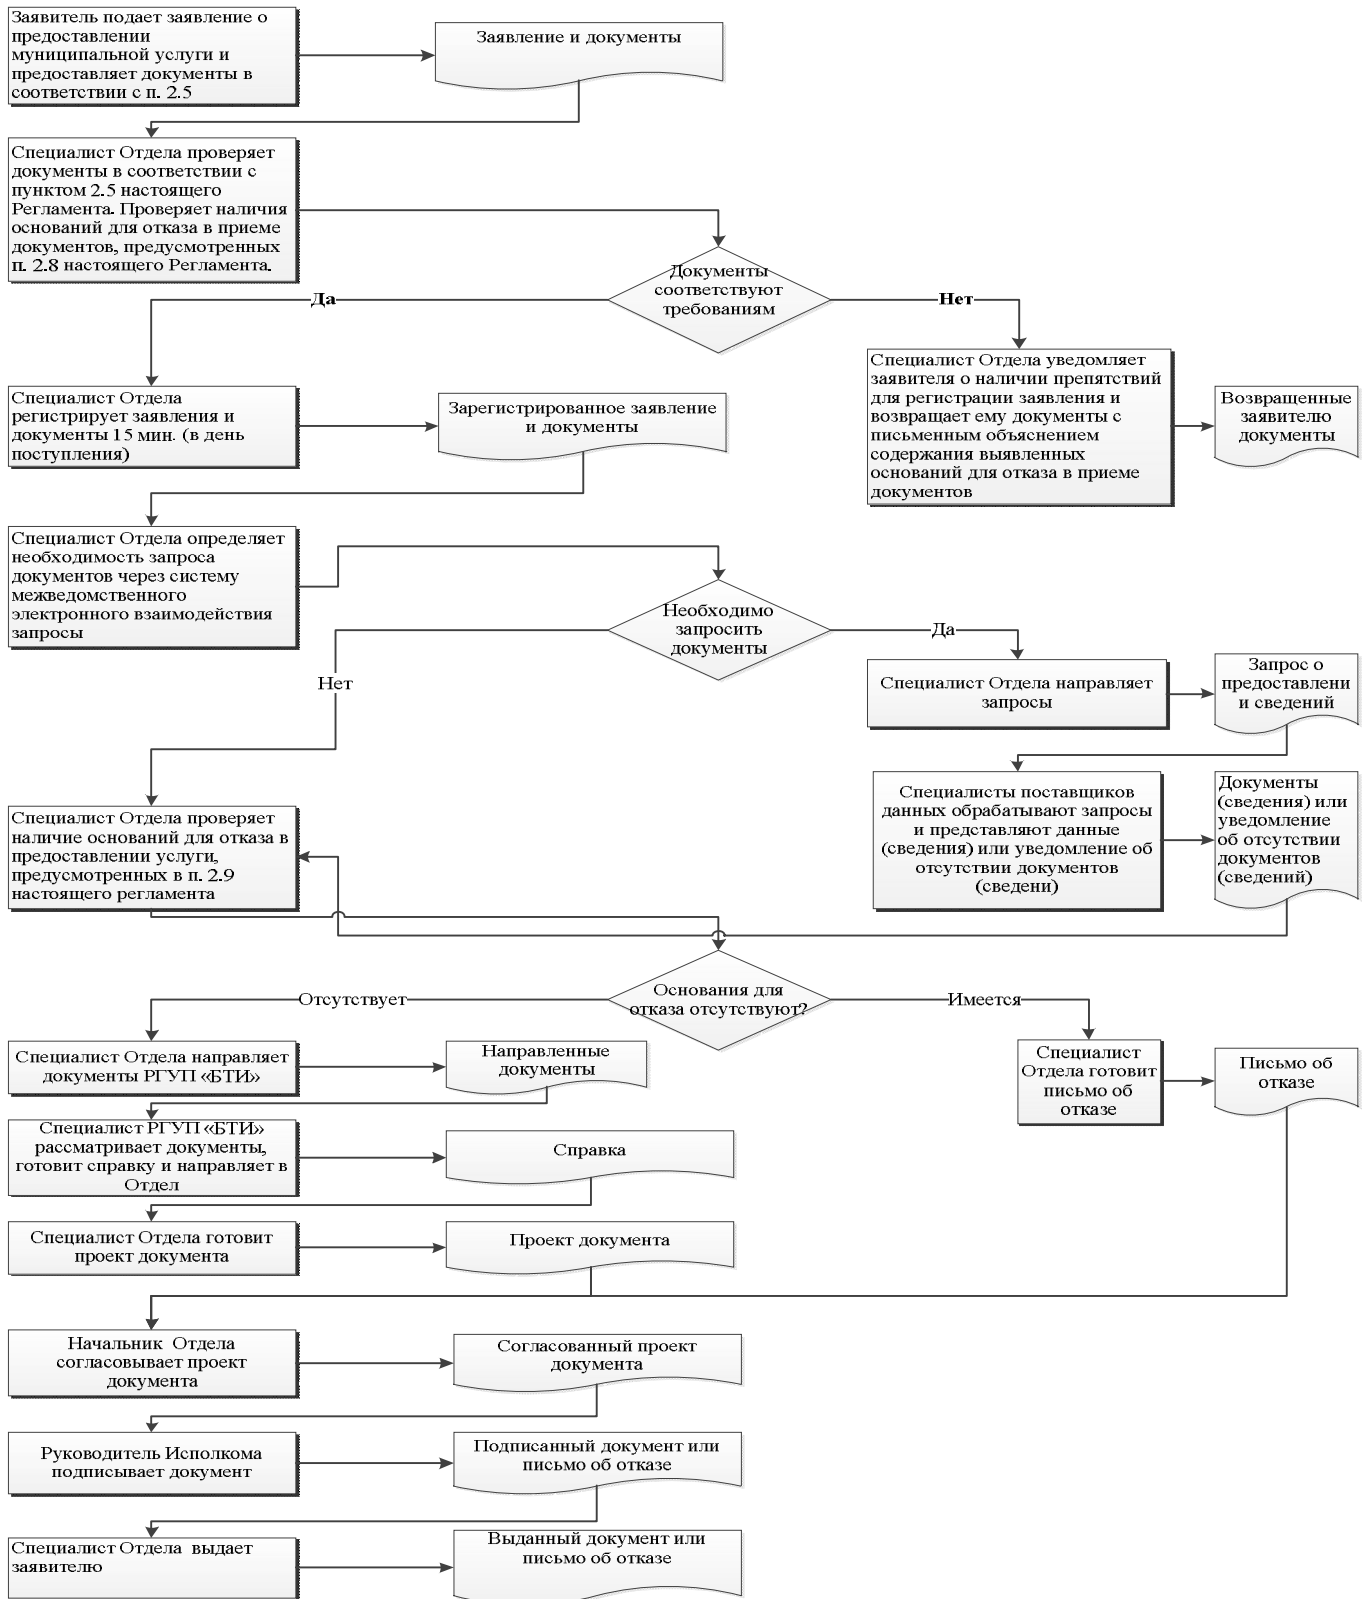 Заявитель подает заявление о
предоставлении
муниципальной услуги и
предоставляет документы в
соответствии с п. 2.5
Заявление и документы
Специалист Отдела проверяет
документы в соответствии с
пунктом 2.5 настоящего
Регламента. Проверяет наличия
оснований для отказа в приеме
документов, предусмотренных
п. 2.8 настоящего Регламента.
Документы
соответствуют
требованиям
Да
Нет
Специалист Отдела уведомляет
заявителя о наличии препятствий
для регистрации заявления и
возвращает ему документы с
письменным объяснением
содержания выявленных
оснований для отказа в приеме
документов
Возвращенные
заявителю
документы
Специалист Отдела
регистрирует заявления и
документы 15 мин. (в день
поступления)
Зарегистрированное заявление
и документы
Специалист Отдела определяет
необходимость запроса
документов через систему
межведомственного
электронного взаимодействия
запросы
Необходимо
запросить
документы
Да
Нет
Специалист Отдела направляет
запросы
Запрос о
предоставлени
и сведений
Специалисты поставщиков
данных обрабатывают запросы
и представляют данные
(сведения) или уведомление об
отсутствии документов
(сведени)
Документы
(сведения) или
уведомление
об отсутствии
документов
(сведений)
Специалист Отдела проверяет
наличие оснований для отказа в
предоставлении услуги,
предусмотренных в п. 2.9
настоящего регламента
Основания для
отказа отсутствуют?
Отсутствует
Имеется
Специалист Отдела направляет
документы РГУП «БТИ»
Направленные
документы
Специалист
Отдела готовит
письмо об
отказе
Письмо об
отказе
Специалист РГУП «БТИ»
рассматривает документы,
готовит справку и направляет в
Отдел
Справка
Специалист Отдела готовит
проект документа
Проект документа
Начальник  Отдела
согласовывает проект
документа
Согласованный проект
документа
Руководитель Исполкома
подписывает документ
Подписанный документ или
письмо об отказе
Специалист Отдела  выдает
заявителю
Выданный документ или
письмо об отказе